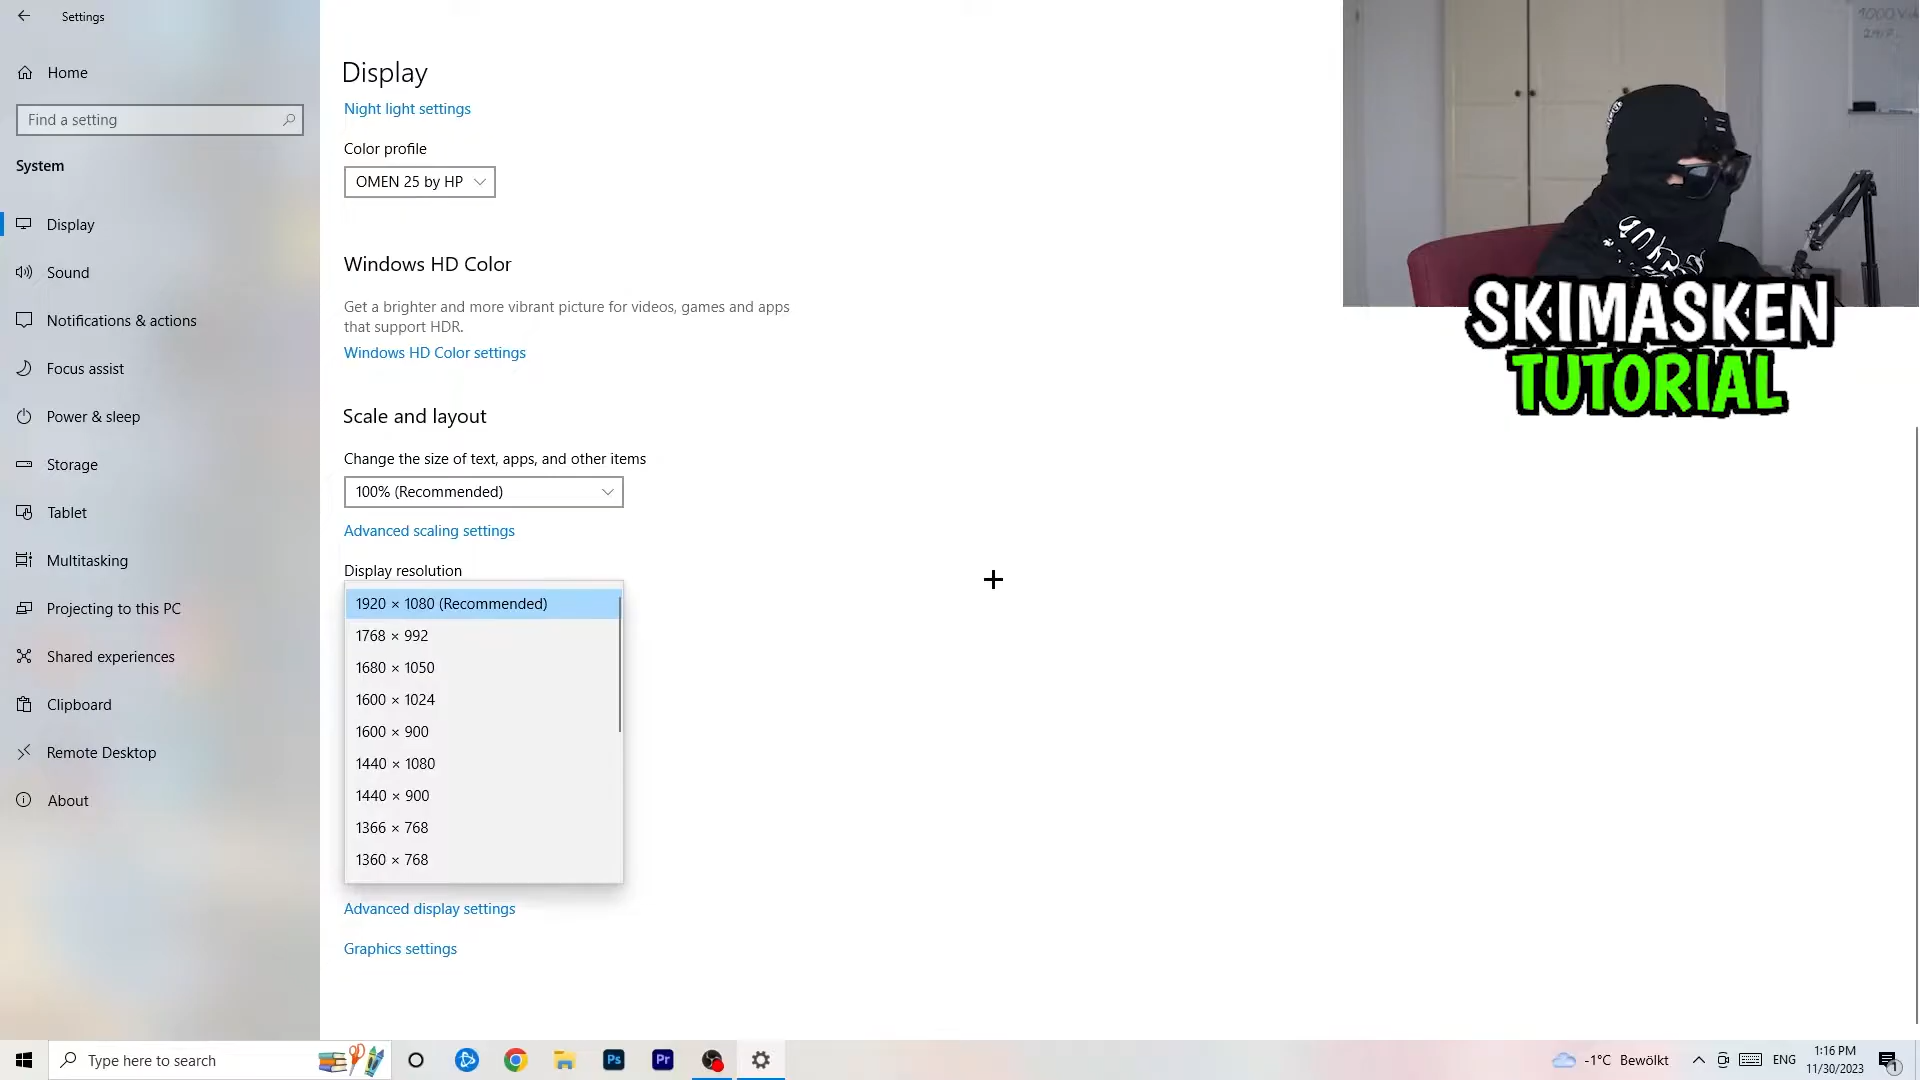 Settings
Home
Find a setting
System
Display
Sound
Notifications & actions
Focus assist
Power & sleep
Storage
Tablet
Multitasking
Projecting to this PC
Shared experiences
Clipboard
Remote Desktop
About
Display
Night light settings
Color profile
OMEN 25 by HP
Windows HD Color
Get a brighter and more vibrant picture for videos, games and apps
that support HDR.
Windows HD Color settings
Scale and layout
Change the size of text, apps, and other items
100% (Recommended)
Advanced scaling settings
Display resolution
1920 × 1080 (Recommended)
1768 × 992
1680 × 1050
1600 × 1024
1600 × 900
1440 × 1080
1440 × 900
1366 × 768
1360 × 768
Advanced display settings
Graphics settings
SKIMASKEN
TUTORIAL
Type here to search
Ps
Pr
-1°C Bewölkt
ENG
1:16 PM
11/30/2023
1